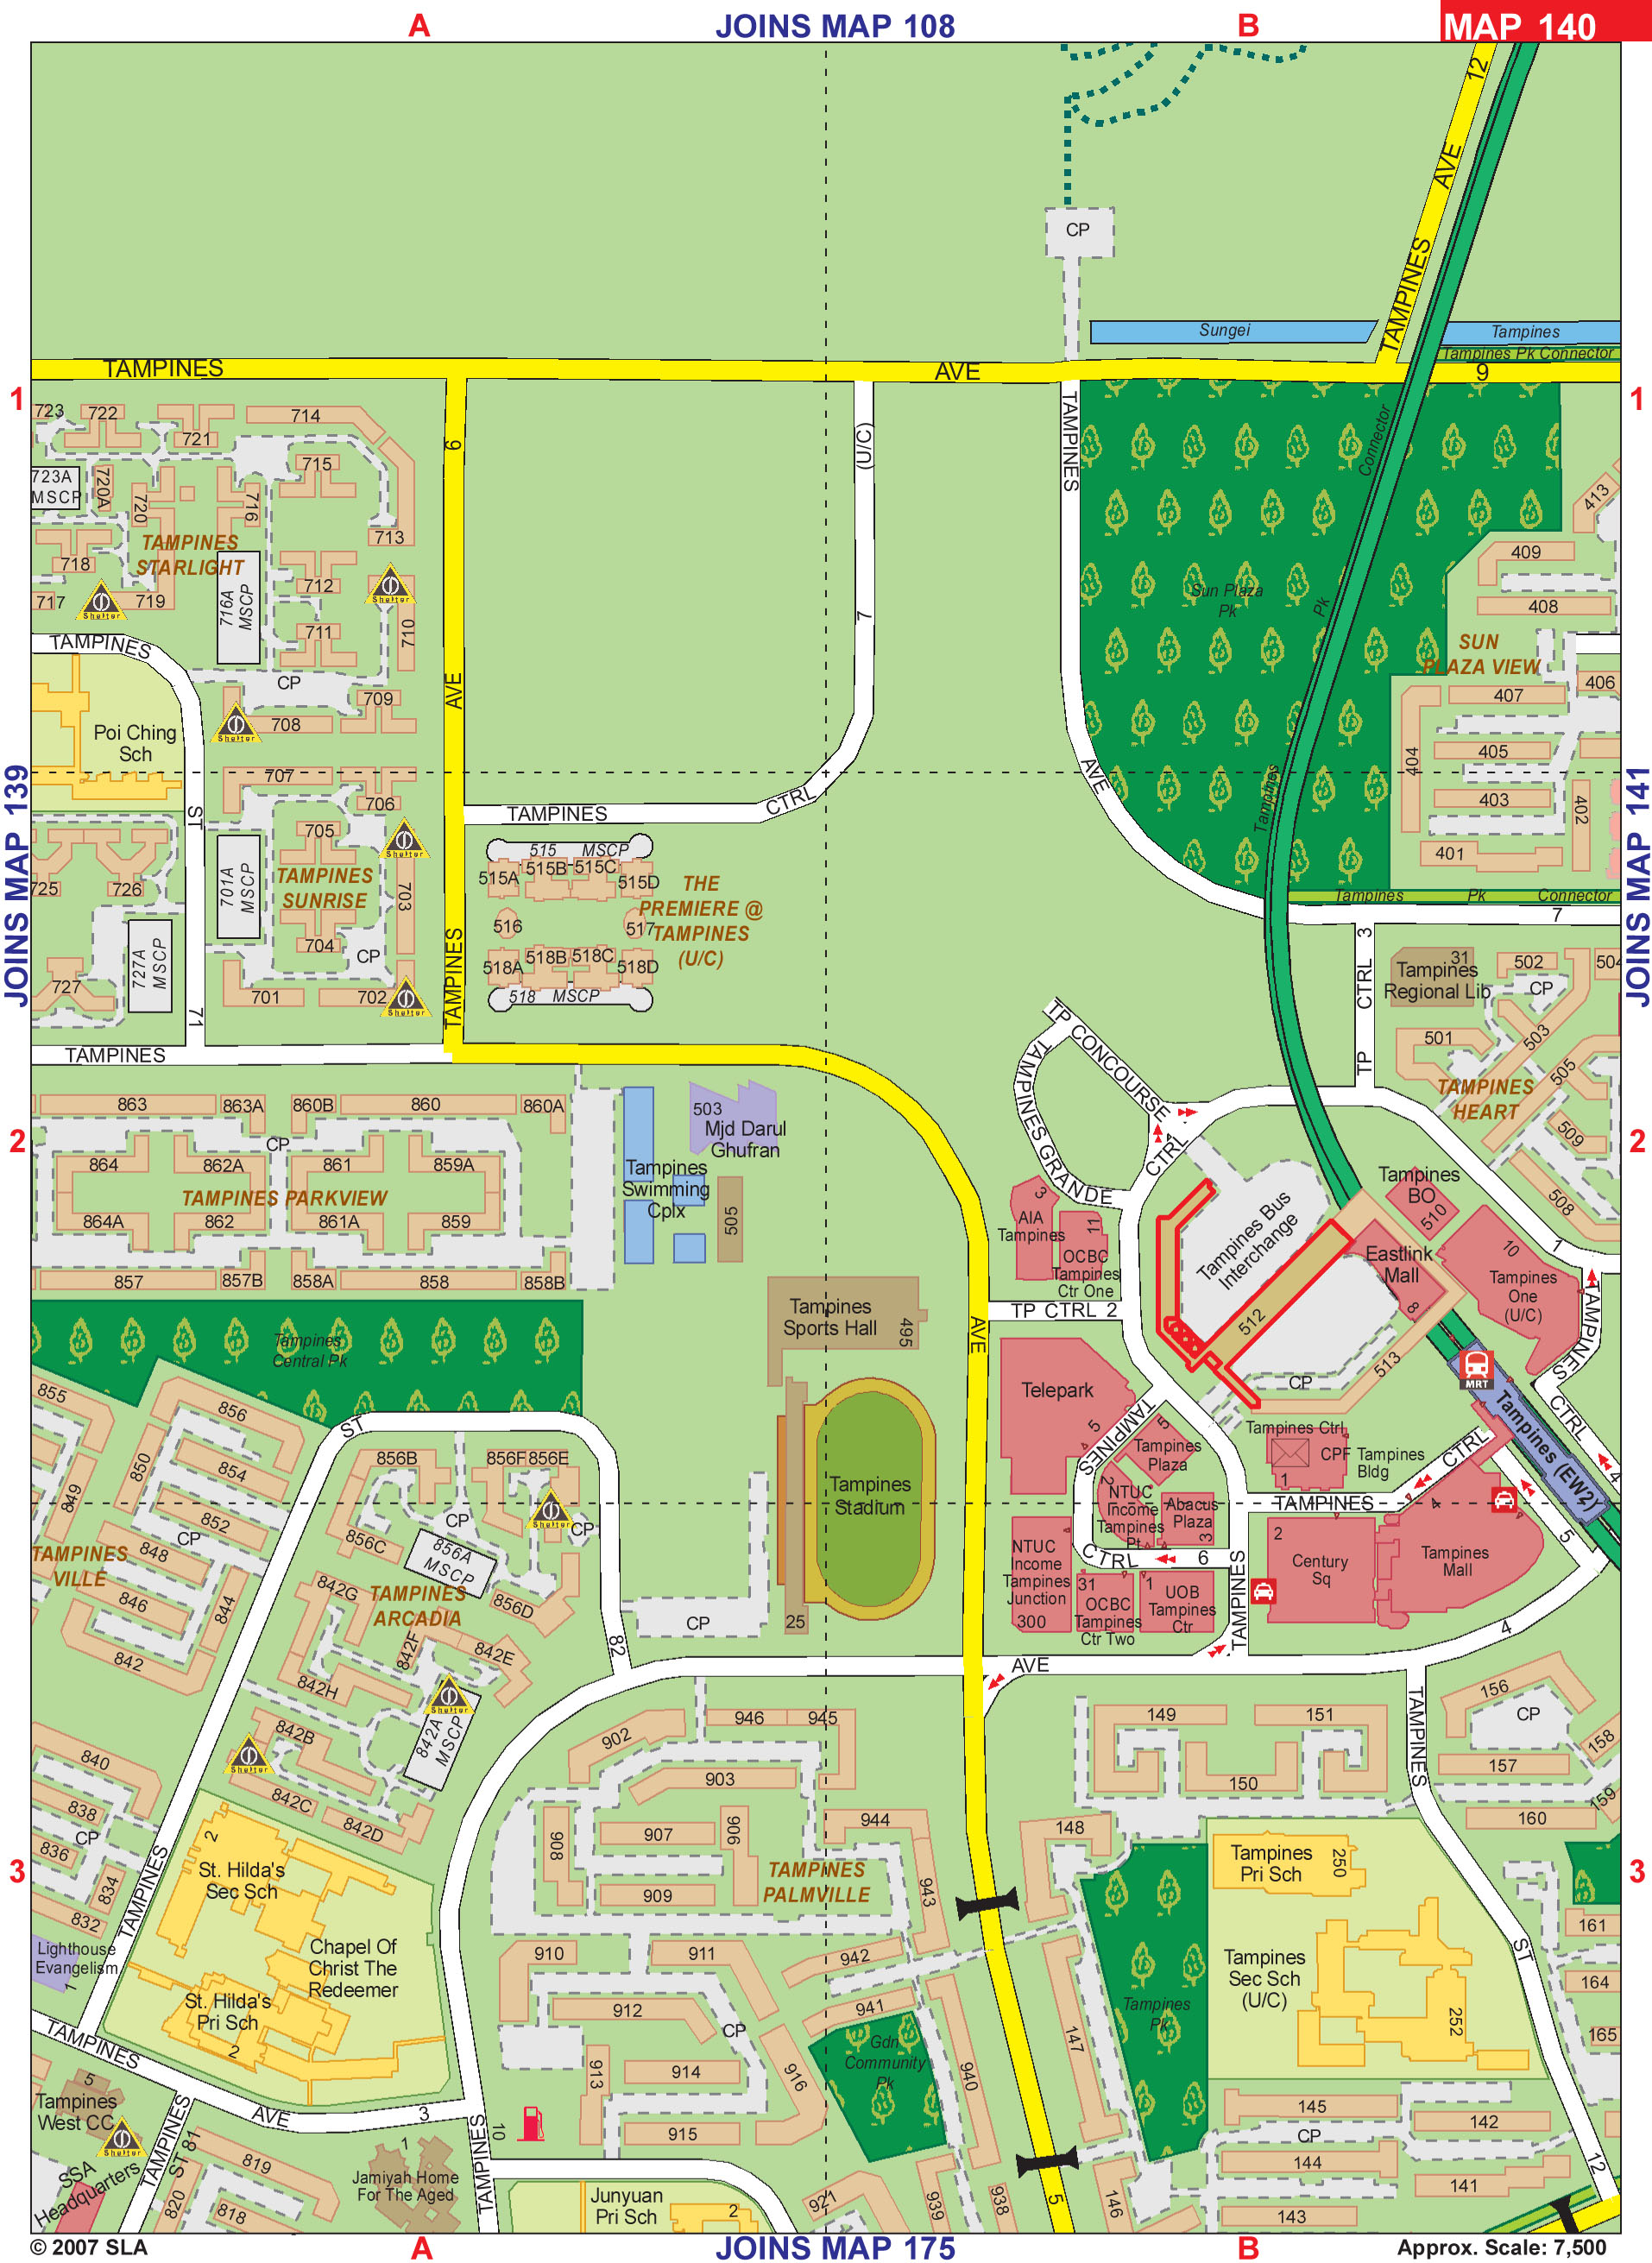 A
JOINS MAP 108
B
MAP 140
12
AVE
TAMPINES
CP
Sungei
Tampines
Tampines Pk Connector
TAMPINES
AVE
9
1
1
723
722
721
714
715
723A
MSCP
720A
720
716
713
TAMPINES
STARLIGHT
718
712
717
719
Shelter
Shelter
716A
MSCP
711
710
TAMPINES
6
AVE
TAMPINES
(U/C)
7
TAMPINES
AVE
Connector
Pk
Tampines
Sun Plaza
Pk
413
409
408
SUN
PLAZA VIEW
406
407
404
405
403
402
401
CP
709
708
Shelter
Poi Ching
Sch
JOINS MAP 139
JOINS MAP 141
707
706
ST
TAMPINES
CTRL
705
Shelter
701A
MSCP
TAMPINES
SUNRISE
703
725
726
515 MSCP
515A
515B
515C
515D
516
517
518A
518B
518C
518D
518 MSCP
THE
PREMIERE @
TAMPINES
(U/C)
Tampines
Pk
Connector
7
704
CP
727A
MSCP
727
701
702
Shelter
71
TP CTRL 3
31
Tampines
Regional Lib
502
504
CP
501
503
505
TAMPINES
HEART
509
508
TP CONCOURSE
TAMPINES GRANDE
CTRL
TAMPINES
863
863A
860B
860
860A
2
2
CP
864
862A
861
859A
TAMPINES PARKVIEW
864A
862
861A
859
857
857B
858A
858
858B
503
Mjd Darul
Ghufran
Tampines
Swimming
Cplx
505
3
AIA
Tampines
11
OCBC
Tampines
Ctr One
Tampines Bus
Interchange
512
Tampines
BO
510
Eastlink
Mall
8
10
Tampines
One
(U/C)
1
TAMPINES
TP CTRL 2
AVE
513
CP
MRT
Tampines (EW2)
CTRL
4
Tampines
Central Pk
Tampines
Sports Hall
495
Telepark
5
TAMPINES
5
Tampines
Plaza
Tampines Ctrl
CPF
Tampines
Bldg
1
CTRL
TAMPINES
4
855
856
ST
850
854
849
852
CP
848
846
844
842
TAMPINES
VILLE
856B
856F
856E
CP
Shelter
CP
856C
856A
MSCP
856D
842G
TAMPINES
ARCADIA
842F
842E
842H
842B
Shelter
842A
MSCP
Shelter
842C
842D
82
Tampines
Stadium
CP
25
2
NTUC
Income
Tampines
Pt
Abacus
Plaza
3
CTRL
6
NTUC
Income
Tampines
Junction
300
31
OCBC
Tampines
Ctr Two
1
UOB
Tampines
Ctr
TAMPINES
2
Century
Sq
Tampines
Mall
5
4
AVE
840
838
CP
836
834
832
Lighthouse
Evangelism
1
TAMPINES
902
946
945
903
908
907
906
909
944
943
TAMPINES
PALMVILLE
149
151
150
148
TAMPINES
156
CP
158
157
159
160
3
3
2
St. Hilda's
Sec Sch
Chapel Of
Christ The
Redeemer
St. Hilda's
Pri Sch
2
910
911
942
912
CP
941
913
914
916
915
Gdn
Community
Pk
940
147
Tampines
Pk
Tampines
Pri Sch
250
Tampines
Sec Sch
(U/C)
252
161
164
165
ST
12
TAMPINES
AVE
3
5
Tampines
West CC
Shelter
SSA
Headquarters
TAMPINES
ST 81
819
820
818
1
Jamiyah Home
For The Aged
TAMPINES
10
Junyuan
Pri Sch
2
921
939
938
5
146
145
CP
144
143
142
141
© 2007 SLA
A
JOINS MAP 175
B
Approx. Scale: 7,500